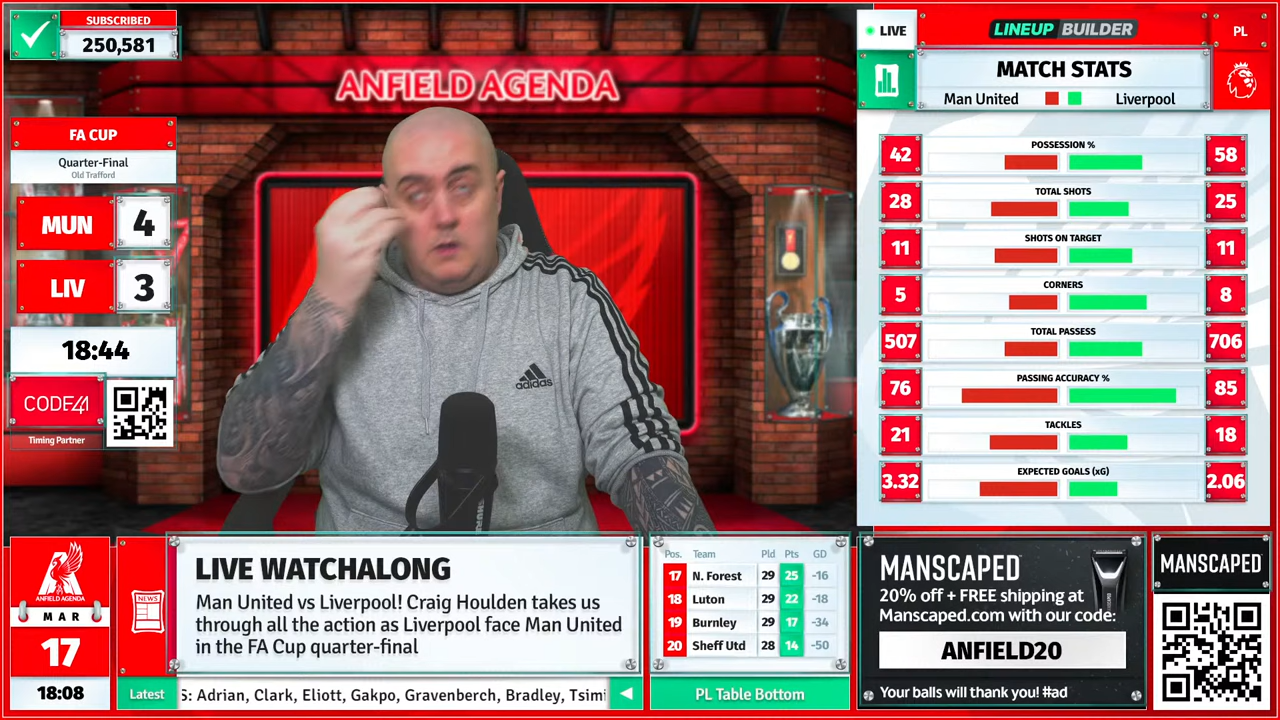 SUBSCRIBED
250,581
ANFIELD AGENDA
FA CUP
Quarter-Final
Old Trafford
MUN 4
LIV 3
18:44
CODE41
Timing Partner
adidas
LIVE
LINEUP BUILDER
PL
MATCH STATS
Man United Liverpool
POSSESSION %
42 58
TOTAL SHOTS
28 25
SHOTS ON TARGET
11 11
CORNERS
5 8
TOTAL PASSESS
507 706
PASSING ACCURACY %
76 85
TACKLES
21 18
EXPECTED GOALS (xG)
3.32 2.06
ANFIELD AGENDA
MAR
17
18:08
NEWS
LIVE WATCHALONG
Man United vs Liverpool! Craig Houlden takes us
through all the action as Liverpool face Man United
in the FA Cup quarter-final
Latest
S: Adrian, Clark, Eliott, Gakpo, Gravenberch, Bradley, Tsimi
Pos. Team Pld Pts GD
17 N. Forest 29 25 -16
18 Luton 29 22 -18
19 Burnley 29 17 -34
20 Sheff Utd 28 14 -50
PL Table Bottom
MANSCAPED
20% off + FREE shipping at
Manscaped.com with our code:
ANFIELD20
Your balls will thank you! #ad
MANSCAPED